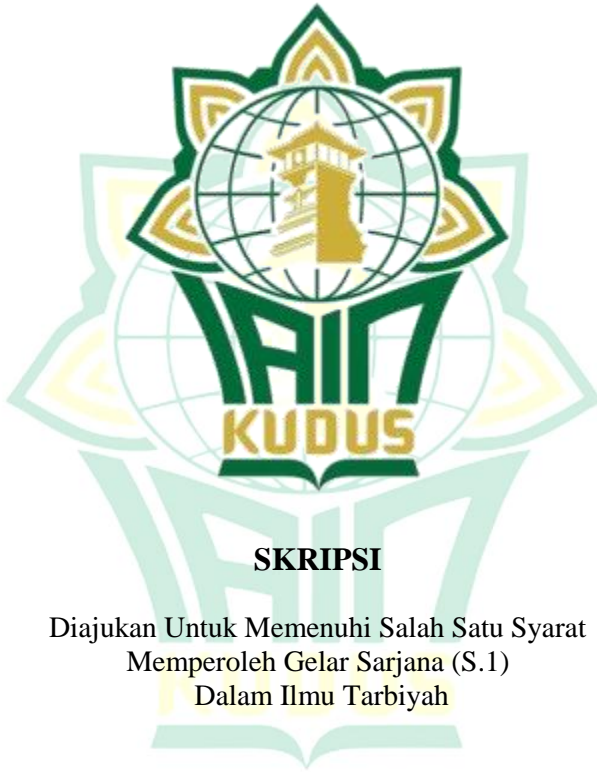 IAIN
KUDUS
SKRIPSI
Diajukan Untuk Memenuhi Salah Satu Syarat
Memperoleh Gelar Sarjana (S.1)
Dalam Ilmu Tarbiyah